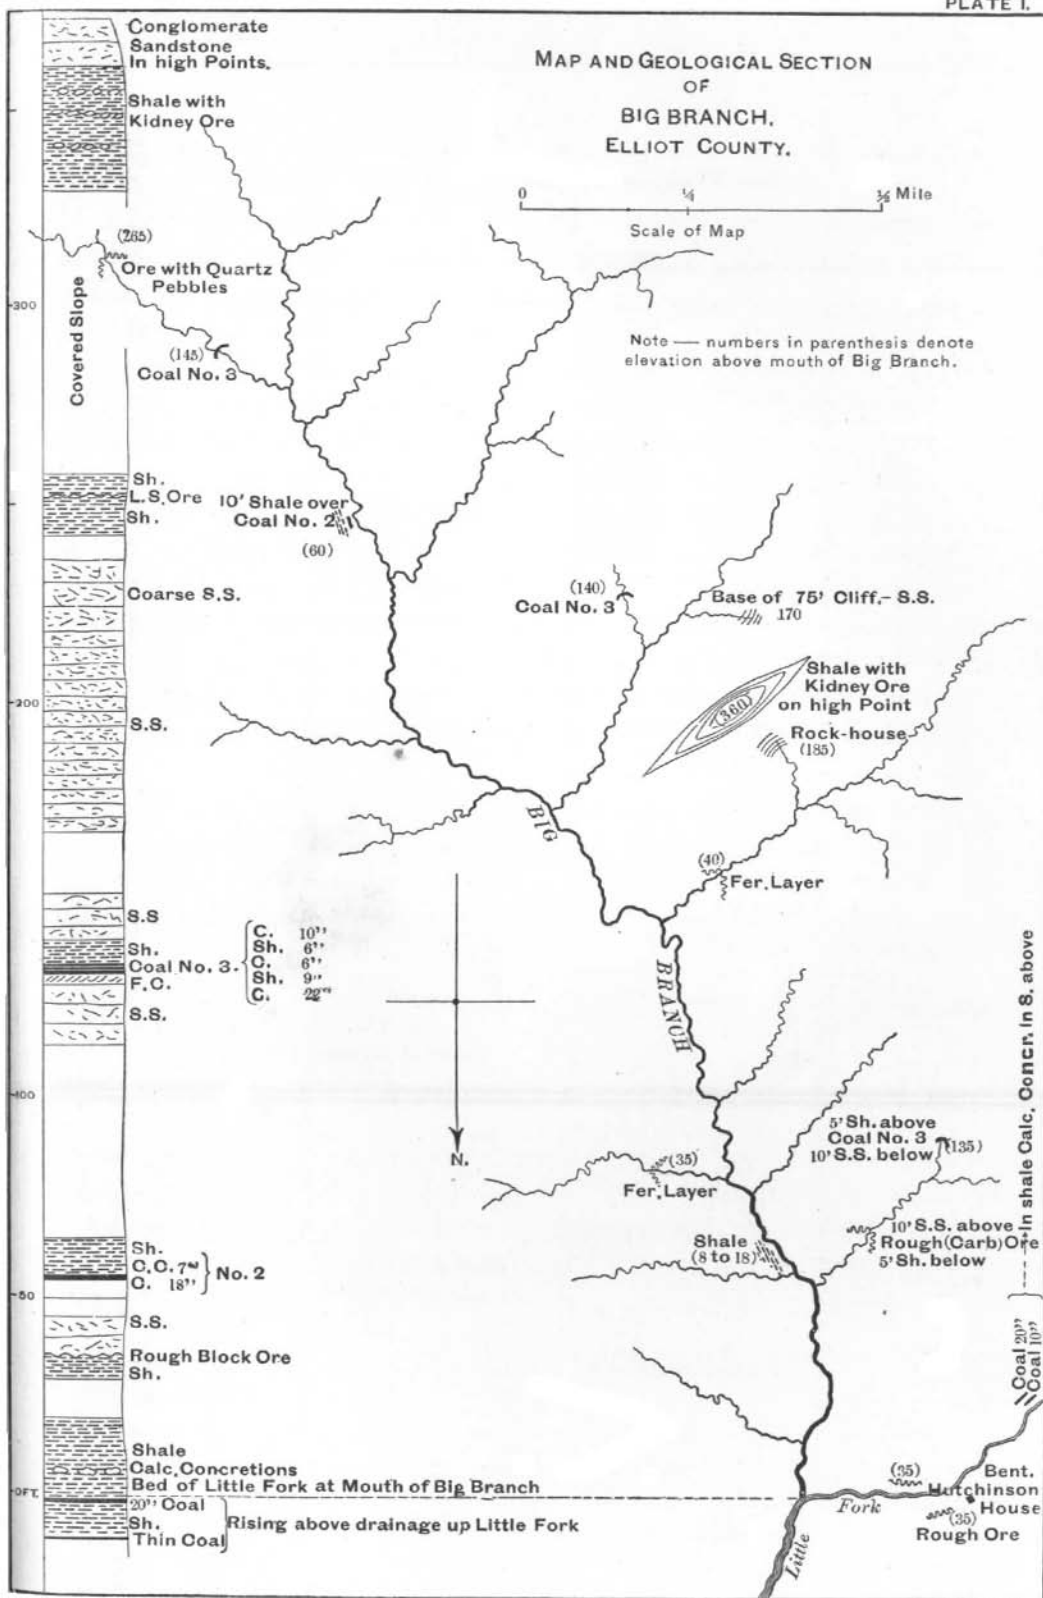 PLATE I.
MAP AND GEOLOGICAL SECTION
OF
BIG BRANCH,
ELLIOT COUNTY.
0 ¼ ½ Mile
Scale of Map
Note — numbers in parenthesis denote
elevation above mouth of Big Branch.
Conglomerate
Sandstone
In high Points.
Shale with
Kidney Ore
300
Covered Slope
Sh.
L.S. Ore
Sh.
Coarse S.S.
200
S.S.
S.S
Sh.
Coal No. 3.
F.C.
S.S.
C. 10"
Sh. 6"
C. 6"
Sh. 9"
C. 22"
100
Sh.
C.C. 7"
C. 18"
No. 2
50
S.S.
Rough Block Ore
Sh.
Shale
Calc. Concretions
Bed of Little Fork at Mouth of Big Branch
0FT.
20" Coal
Sh.
Thin Coal
Rising above drainage up Little Fork
(265)
Ore with Quartz
Pebbles
(145)
Coal No. 3
10' Shale over
Coal No. 2
(60)
(140)
Coal No. 3
Base of 75' Cliff.- S.S.
170
Shale with
Kidney Ore
on high Point
(360)
Rock-house
(185)
BIG
(40)
Fer. Layer
BRANCH
N.
5' Sh. above
Coal No. 3
10' S.S. below
(135)
(35)
Fer. Layer
Shale
(8 to 18)
10' S.S. above
Rough (Carb) Ore
5' Sh. below
In shale Calc. Concr. in S. above
Coal 20"
Coal 10"
(35)
Bent.
Hutchinson
House
Fork
(35)
Rough Ore
Little